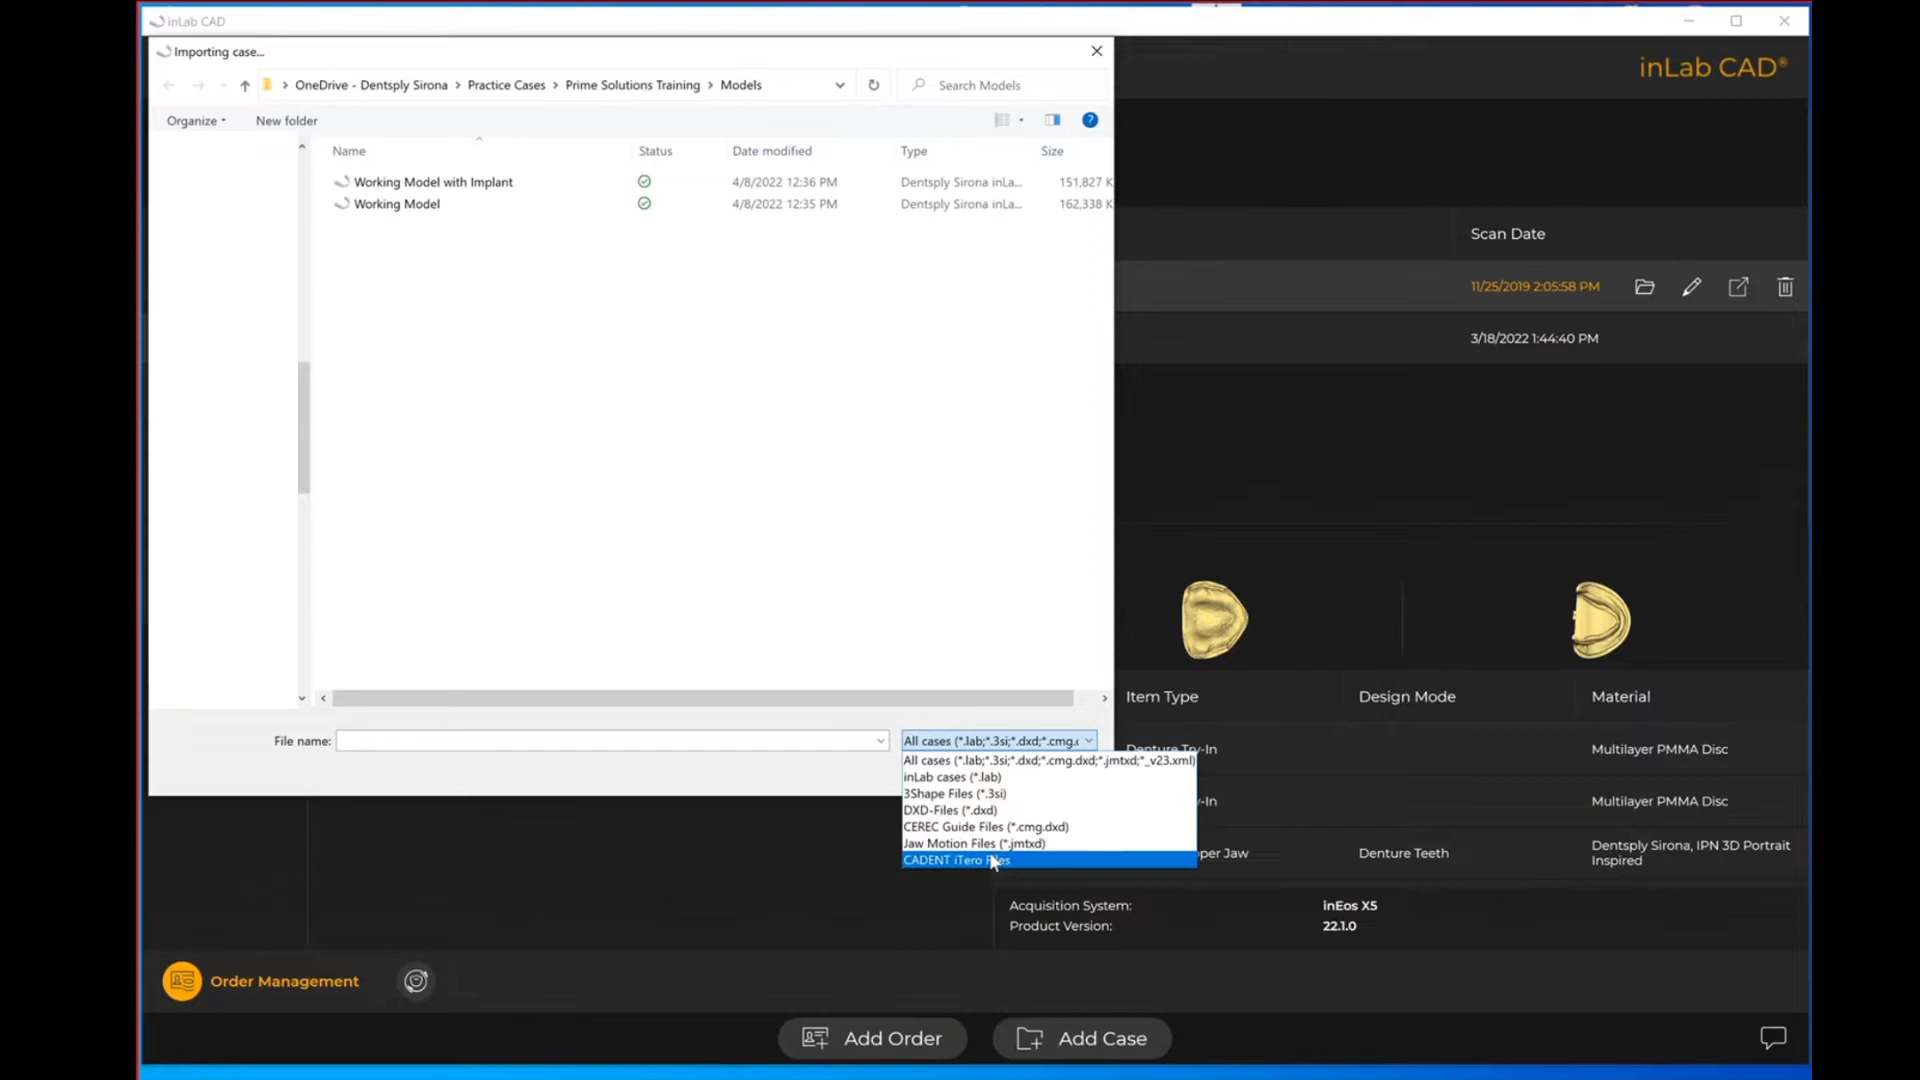 inLab CAD
Importing case...
inLab CAD®
OneDrive - Dentsply Sirona > Practice Cases > Prime Solutions Training > Models
Search Models
Organize
New folder
Name Status Date modified Type Size
Working Model with Implant 4/8/2022 12:36 PM Dentsply Sirona inLa... 151,827 K
Working Model 4/8/2022 12:35 PM Dentsply Sirona inLa... 162,338 K
Scan Date
11/25/2019 2:05:58 PM
3/18/2022 1:44:40 PM
Item Type Design Mode Material
File name:
All cases (*.lab;*.3si;*.dxd;*.cmg.
Denture Try-In Multilayer PMMA Disc
All cases (*.lab;*.3si;*.dxd;*.cmg.dxd;*.jmtxd;*_v23.xml)
inLab cases (*.lab)
3Shape Files (*.3si)
DXD-Files (*.dxd)
CEREC Guide Files (*.cmg.dxd)
Jaw Motion Files (*.jmtxd)
CADENT iTero Files
-In Multilayer PMMA Disc
per Jaw Denture Teeth Dentsply Sirona, IPN 3D Portrait
Inspired
Acquisition System: inEos X5
Product Version: 22.1.0
Order Management
Add Order
Add Case